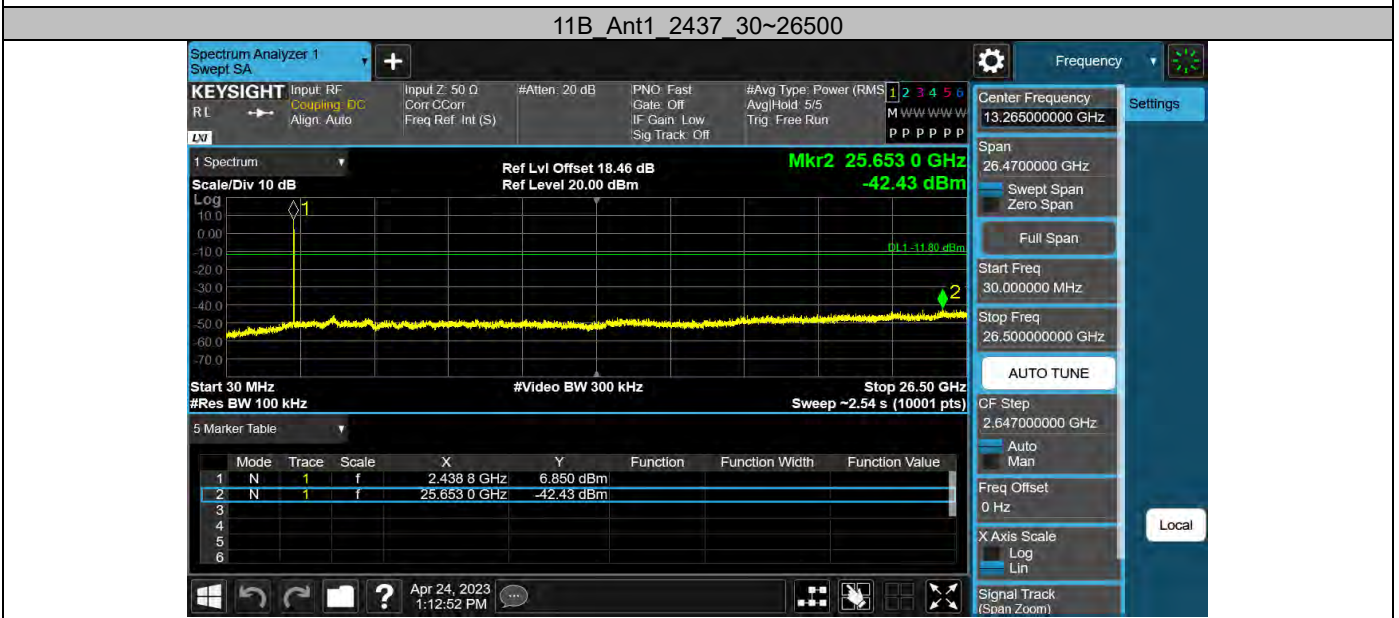 11B_Ant1_2437_30~26500
Spectrum Analyzer 1
Swept SA
+
Frequency
KEYSIGHT
RL
LXI
Input: RF
Coupling: DC
Align: Auto
Input Z: 50 Ω
Corr CCorr
Freq Ref: Int (S)
#Atten: 20 dB
PNO: Fast
Gate: Off
IF Gain: Low
Sig Track: Off
#Avg Type: Power (RMS
Avg|Hold: 5/5
Trig: Free Run
1 2 3 4 5 6
M W W W W W
P P P P P P
Center Frequency
13.265000000 GHz
Settings
Span
26.4700000 GHz
Swept Span
Zero Span
Full Span
Start Freq
30.000000 MHz
Stop Freq
26.500000000 GHz
AUTO TUNE
CF Step
2.647000000 GHz
Auto
Man
Freq Offset
0 Hz
X Axis Scale
Log
Lin
Signal Track
(Span Zoom)
Local
1 Spectrum
Scale/Div 10 dB
Log
Ref Lvl Offset 18.46 dB
Ref Level 20.00 dBm
Mkr2 25.653 0 GHz
-42.43 dBm
10.0
0.00
-10.0
-20.0
-30.0
-40.0
-50.0
-60.0
-70.0
1
DL1 -11.80 dBm
2
Start 30 MHz
#Video BW 300 kHz
Stop 26.50 GHz
#Res BW 100 kHz
Sweep ~2.54 s (10001 pts)
5 Marker Table
Mode Trace Scale X Y Function Function Width Function Value
1 N 1 f 2.438 8 GHz 6.850 dBm
2 N 1 f 25.653 0 GHz -42.43 dBm
3
4
5
6
?
Apr 24, 2023
1:12:52 PM